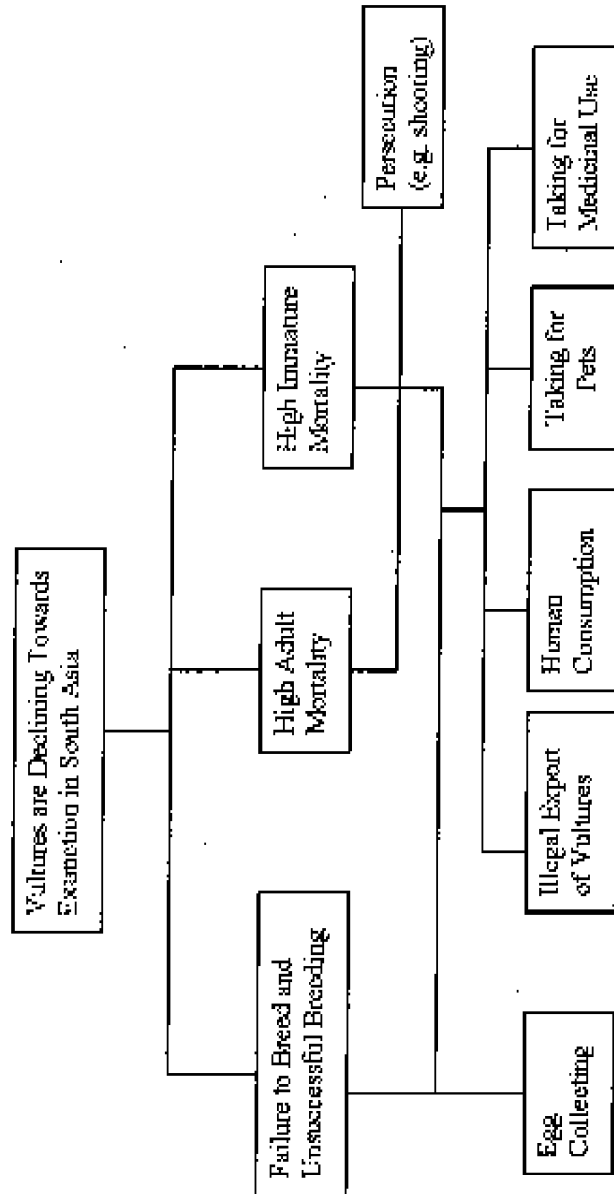 Vultures are Declining Towards
Exanction in South Asia
Failure to Breed and
Unsuccessful Breeding
High Adult
Mortality
High Immature
Mortality
Persecution
(e.g. shooting)
Egg
Collecting
Illegal Export
of Vultures
Human
Consumption
Taking for
Pets
Taking for
Medicinal Use